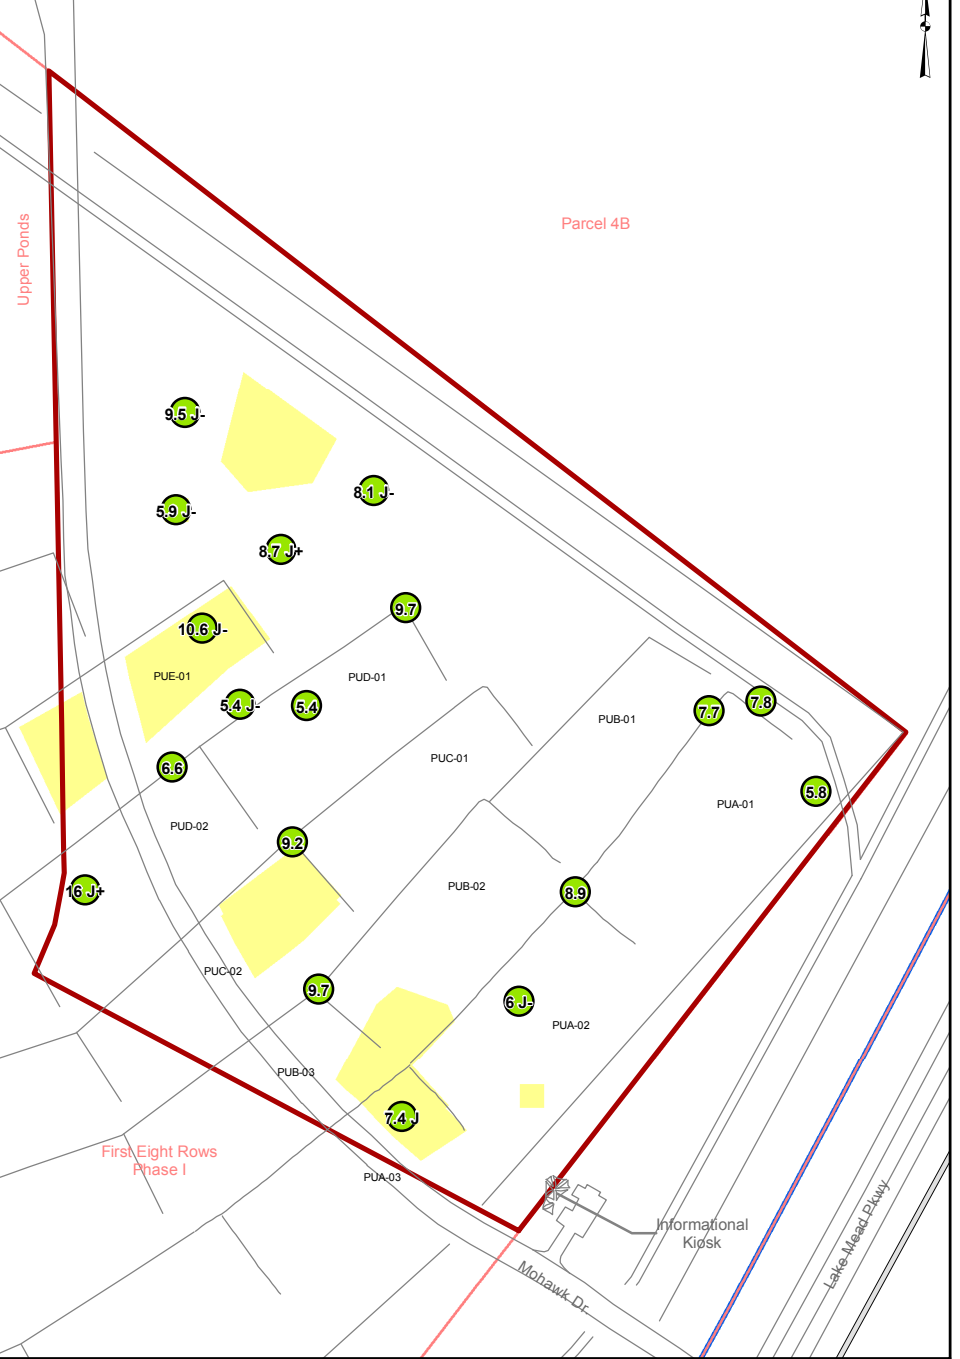 Parcel 4B
Upper Ponds
9.5 J-
8.1 J-
5.9 J-
8.7 J+
9.7
10.6 J-
PUE-01
PUD-01
5.4 J-
5.4
7.8
7.7
PUB-01
PUC-01
6.6
5.8
PUA-01
PUD-02
9.2
16 J+
PUB-02
8.9
PUC-02
9.7
6 J-
PUA-02
PUB-03
7.4 J
First Eight Rows
Phase I
PUA-03
Informational
Kiosk
Lake Mead Pkwy
Mohawk Dr